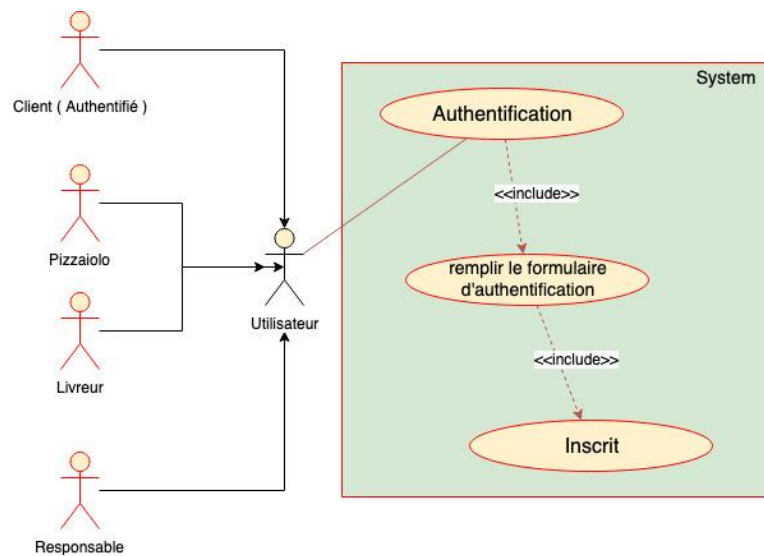 System
Client ( Authentifié )
Authentification
<<include>>
Pizzaiolo
remplir le formulaire
d'authentification
Utilisateur
<<include>>
Livreur
Inscrit
Responsable